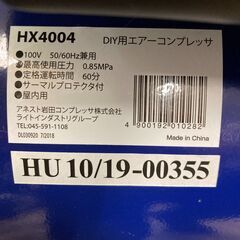 HX4004 DIY用エアーコンプレッサ
●100V 50/60Hz兼用
●最高使用圧力 0.85MPa
●定格運転時間 60分
●サーマルプロテクタ付
●屋内用
アネスト岩田コンプレッサ株式会社
ライトインダストリグループ
TEL:045-591-1108
DL030920 7/2018
4 900192 010282
HU 10/19-00355